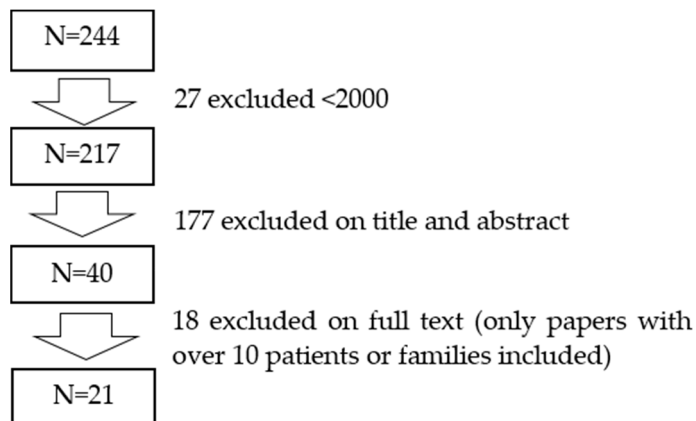 N=244
27 excluded <2000
N=217
177 excluded on title and abstract
N=40
18 excluded on full text (only papers with
over 10 patients or families included)
N=21